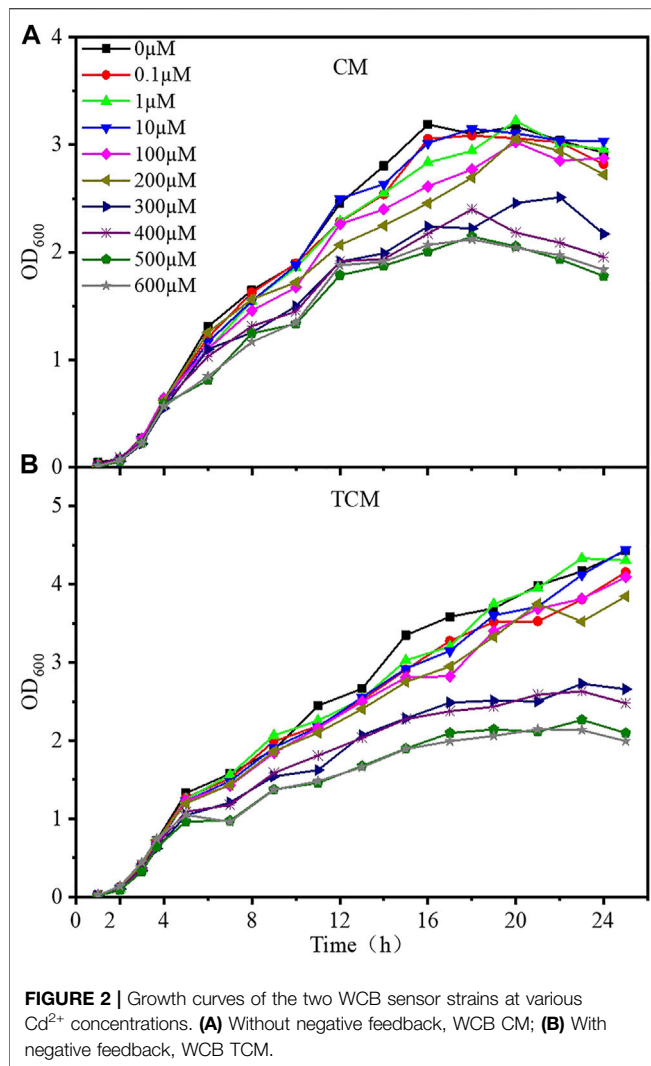 A
CM
4
3
2
1
0
OD600
0μM
0.1μM
1μM
10μM
100μM
200μM
300μM
400μM
500μM
600μM
B
TCM
5
4
3
2
1
0
OD600
0 2 4 8 12 16 20 24
Time（h）
FIGURE 2 | Growth curves of the two WCB sensor strains at various
Cd²⁺ concentrations. (A) Without negative feedback, WCB CM; (B) With
negative feedback, WCB TCM.